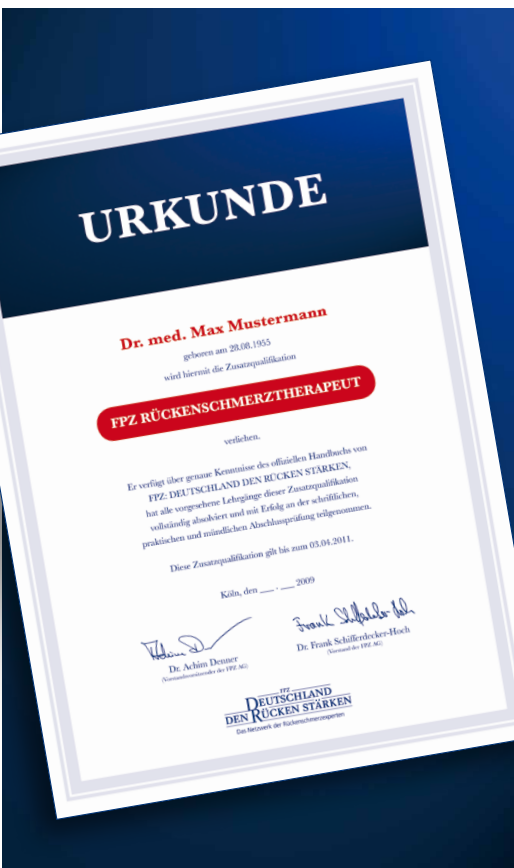 URKUNDE
Dr. med. Max Mustermann
geboren am 28.08.1955
wird hiermit die Zusatzqualifikation
FPZ RÜCKENSCHMERZTHERAPEUT
verliehen.
Er verfügt über genaue Kenntnisse des offiziellen Handbuchs von
FPZ: DEUTSCHLAND DEN RÜCKEN STÄRKEN,
hat alle vorgesehene Lehrgänge dieser Zusatzqualifikation
vollständig absolviert und mit Erfolg an der schriftlichen,
praktischen und mündlichen Abschlussprüfung teilgenommen.
Diese Zusatzqualifikation gilt bis zum 03.04.2011.
Köln, den ___ . ___ 2009
Dr. Achim Denner
(Vorstandsvorsitzender der FPZ AG)
Dr. Frank Schifferdecker-Hoch
(Vorstand der FPZ AG)
FPZ
DEUTSCHLAND
DEN RÜCKEN STÄRKEN
Das Netzwerk der Rückenschmerzexperten